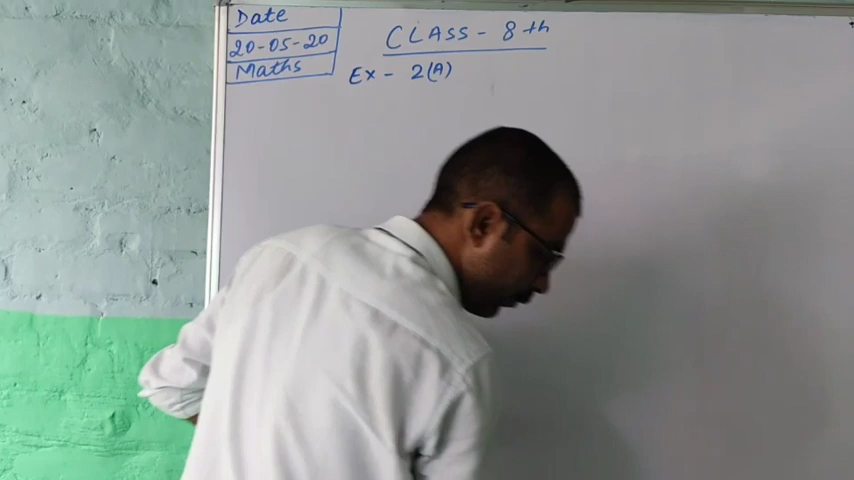 Date
20-05-20
Maths
CLASS - 8th
Ex - 2(A)